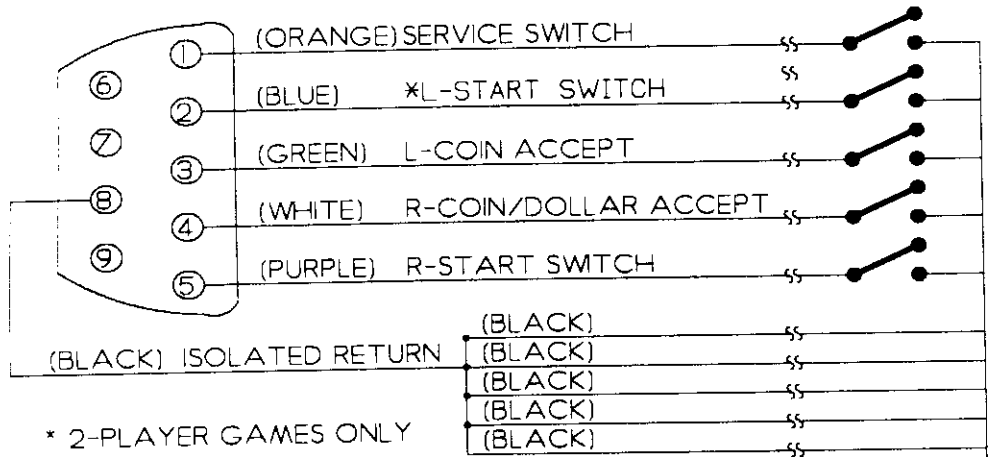 1 (ORANGE) SERVICE SWITCH
6
2 (BLUE) *L-START SWITCH
7
3 (GREEN) L-COIN ACCEPT
8
4 (WHITE) R-COIN/DOLLAR ACCEPT
9
5 (PURPLE) R-START SWITCH
(BLACK)
(BLACK) ISOLATED RETURN (BLACK)
(BLACK)
(BLACK)
* 2-PLAYER GAMES ONLY (BLACK)